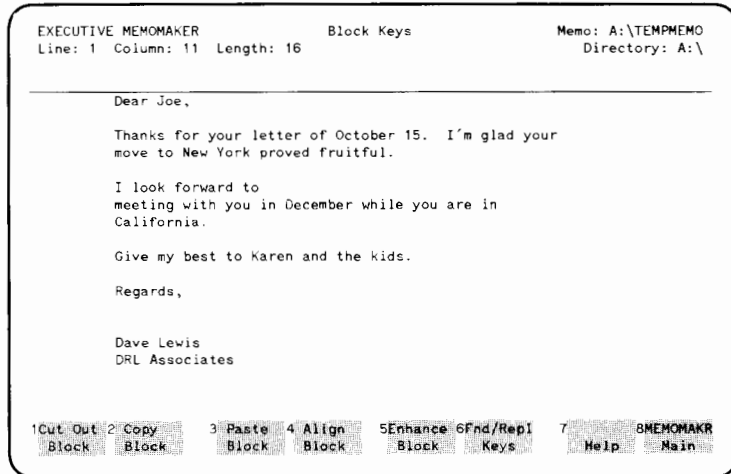 EXECUTIVE MEMOMAKER Block Keys Memo: A:\TEMPMEMO
Line: 1 Column: 11 Length: 16 Directory: A:\
Dear Joe,
Thanks for your letter of October 15. I'm glad your
move to New York proved fruitful.
I look forward to
meeting with you in December while you are in
California.
Give my best to Karen and the kids.
Regards,
Dave Lewis
DRL Associates
1Cut Out 2 Copy 3 Paste 4 Align 5Enhance 6Fnd/Repl 7 8MEMOMAKR
Block Block Block Block Block Keys Help Main